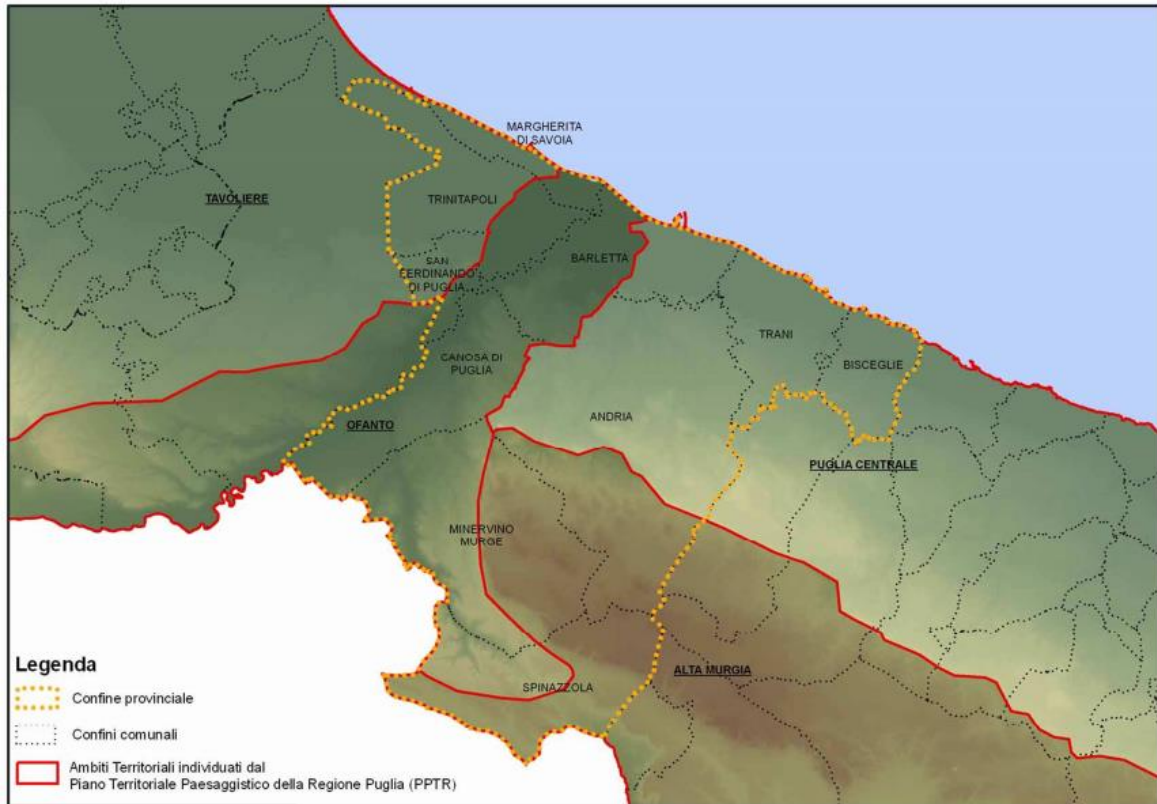 MARGHERITA
DI SAVOIA
TAVOLIERE
TRINITAPOLI
SAN
FERDINANDO
DI PUGLIA
BARLETTA
TRANI
CANOSA DI
PUGLIA
BISCEGLIE
ANDRIA
OFANTO
PUGLIA CENTRALE
MINERVINO
MURGE
ALTA MURGIA
SPINAZZOLA
Legenda
Confine provinciale
Confini comunali
Ambiti Territoriali individuati dal
Piano Territoriale Paesaggistico della Regione Puglia (PPTR)